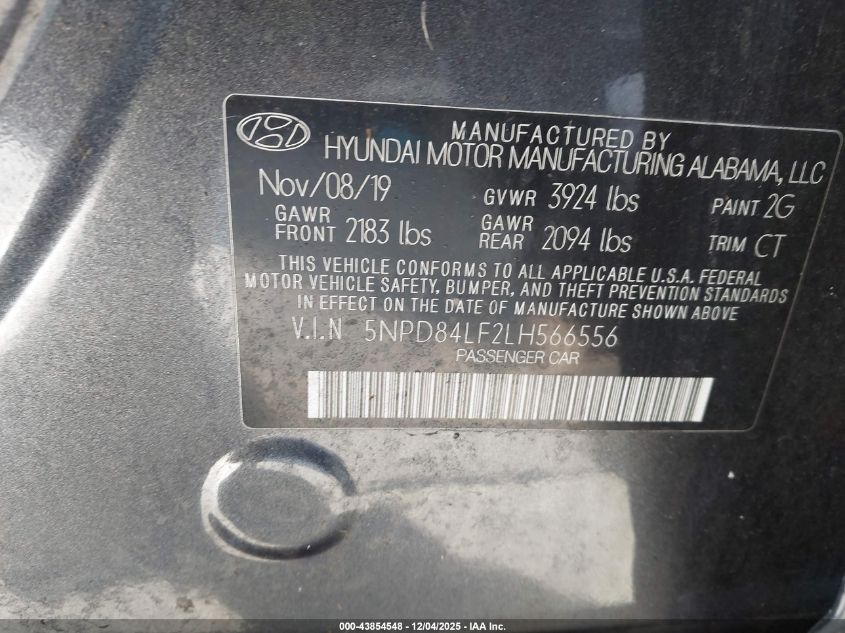 MANUFACTURED BY
HYUNDAI MOTOR MANUFACTURING ALABAMA, LLC
Nov/08/19 GVWR 3924 lbs PAINT 2G
GAWR FRONT 2183 lbs GAWR REAR 2094 lbs TRIM CT
THIS VEHICLE CONFORMS TO ALL APPLICABLE U.S.A. FEDERAL
MOTOR VEHICLE SAFETY, BUMPER, AND THEFT PREVENTION STANDARDS
IN EFFECT ON THE DATE OF MANUFACTURE SHOWN ABOVE
V.I.N 5NPD84LF2LH566556
PASSENGER CAR
000-43854548 - 12/04/2025 - IAA Inc.